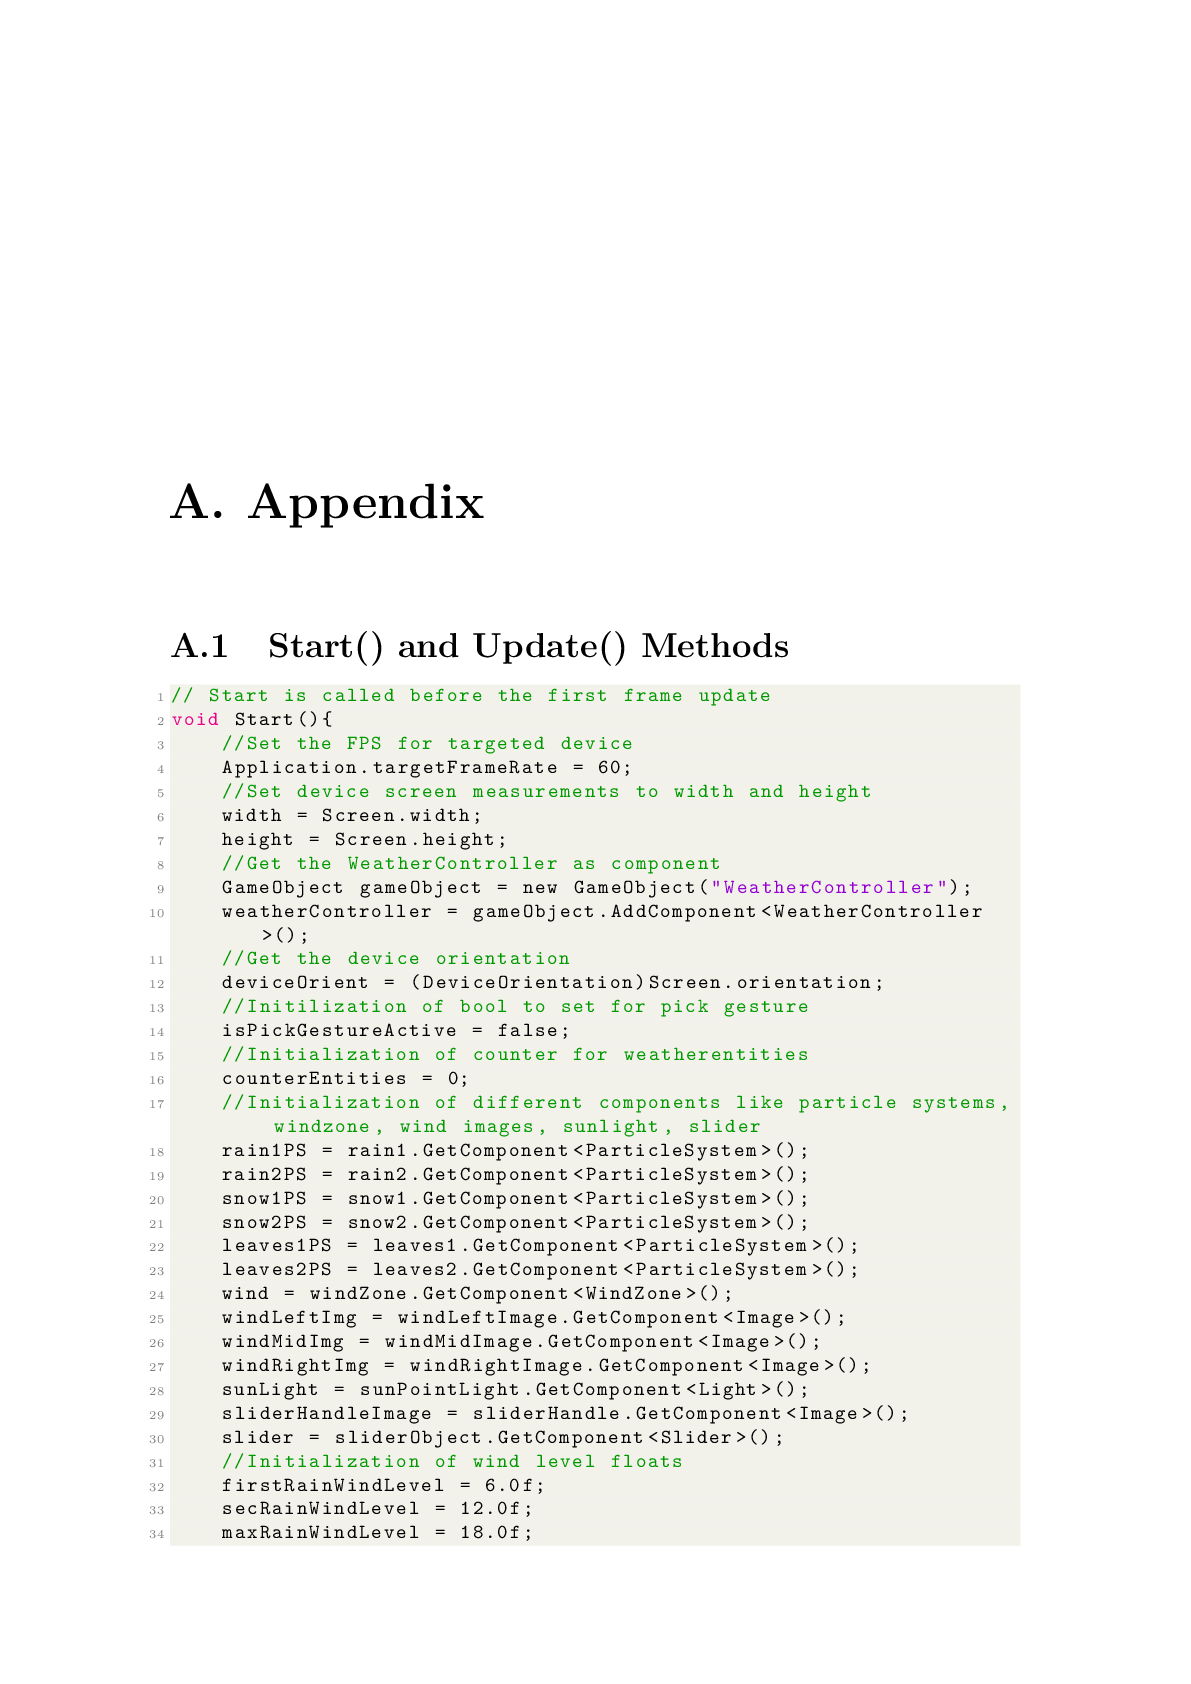 A. Appendix
A.1 Start() and Update() Methods
1 // Start is called before the first frame update
2 void Start(){
3 //Set the FPS for targeted device
4 Application.targetFrameRate = 60;
5 //Set device screen measurements to width and height
6 width = Screen.width;
7 height = Screen.height;
8 //Get the WeatherController as component
9 GameObject gameObject = new GameObject("WeatherController");
10 weatherController = gameObject.AddComponent<WeatherController
>();
11 //Get the device orientation
12 deviceOrient = (DeviceOrientation)Screen.orientation;
13 //Initilization of bool to set for pick gesture
14 isPickGestureActive = false;
15 //Initialization of counter for weatherentities
16 counterEntities = 0;
17 //Initialization of different components like particle systems,
windzone, wind images, sunlight, slider
18 rain1PS = rain1.GetComponent<ParticleSystem>();
19 rain2PS = rain2.GetComponent<ParticleSystem>();
20 snow1PS = snow1.GetComponent<ParticleSystem>();
21 snow2PS = snow2.GetComponent<ParticleSystem>();
22 leaves1PS = leaves1.GetComponent<ParticleSystem>();
23 leaves2PS = leaves2.GetComponent<ParticleSystem>();
24 wind = windZone.GetComponent<WindZone>();
25 windLeftImg = windLeftImage.GetComponent<Image>();
26 windMidImg = windMidImage.GetComponent<Image>();
27 windRightImg = windRightImage.GetComponent<Image>();
28 sunLight = sunPointLight.GetComponent<Light>();
29 sliderHandleImage = sliderHandle.GetComponent<Image>();
30 slider = sliderObject.GetComponent<Slider>();
31 //Initialization of wind level floats
32 firstRainWindLevel = 6.0f;
33 secRainWindLevel = 12.0f;
34 maxRainWindLevel = 18.0f;